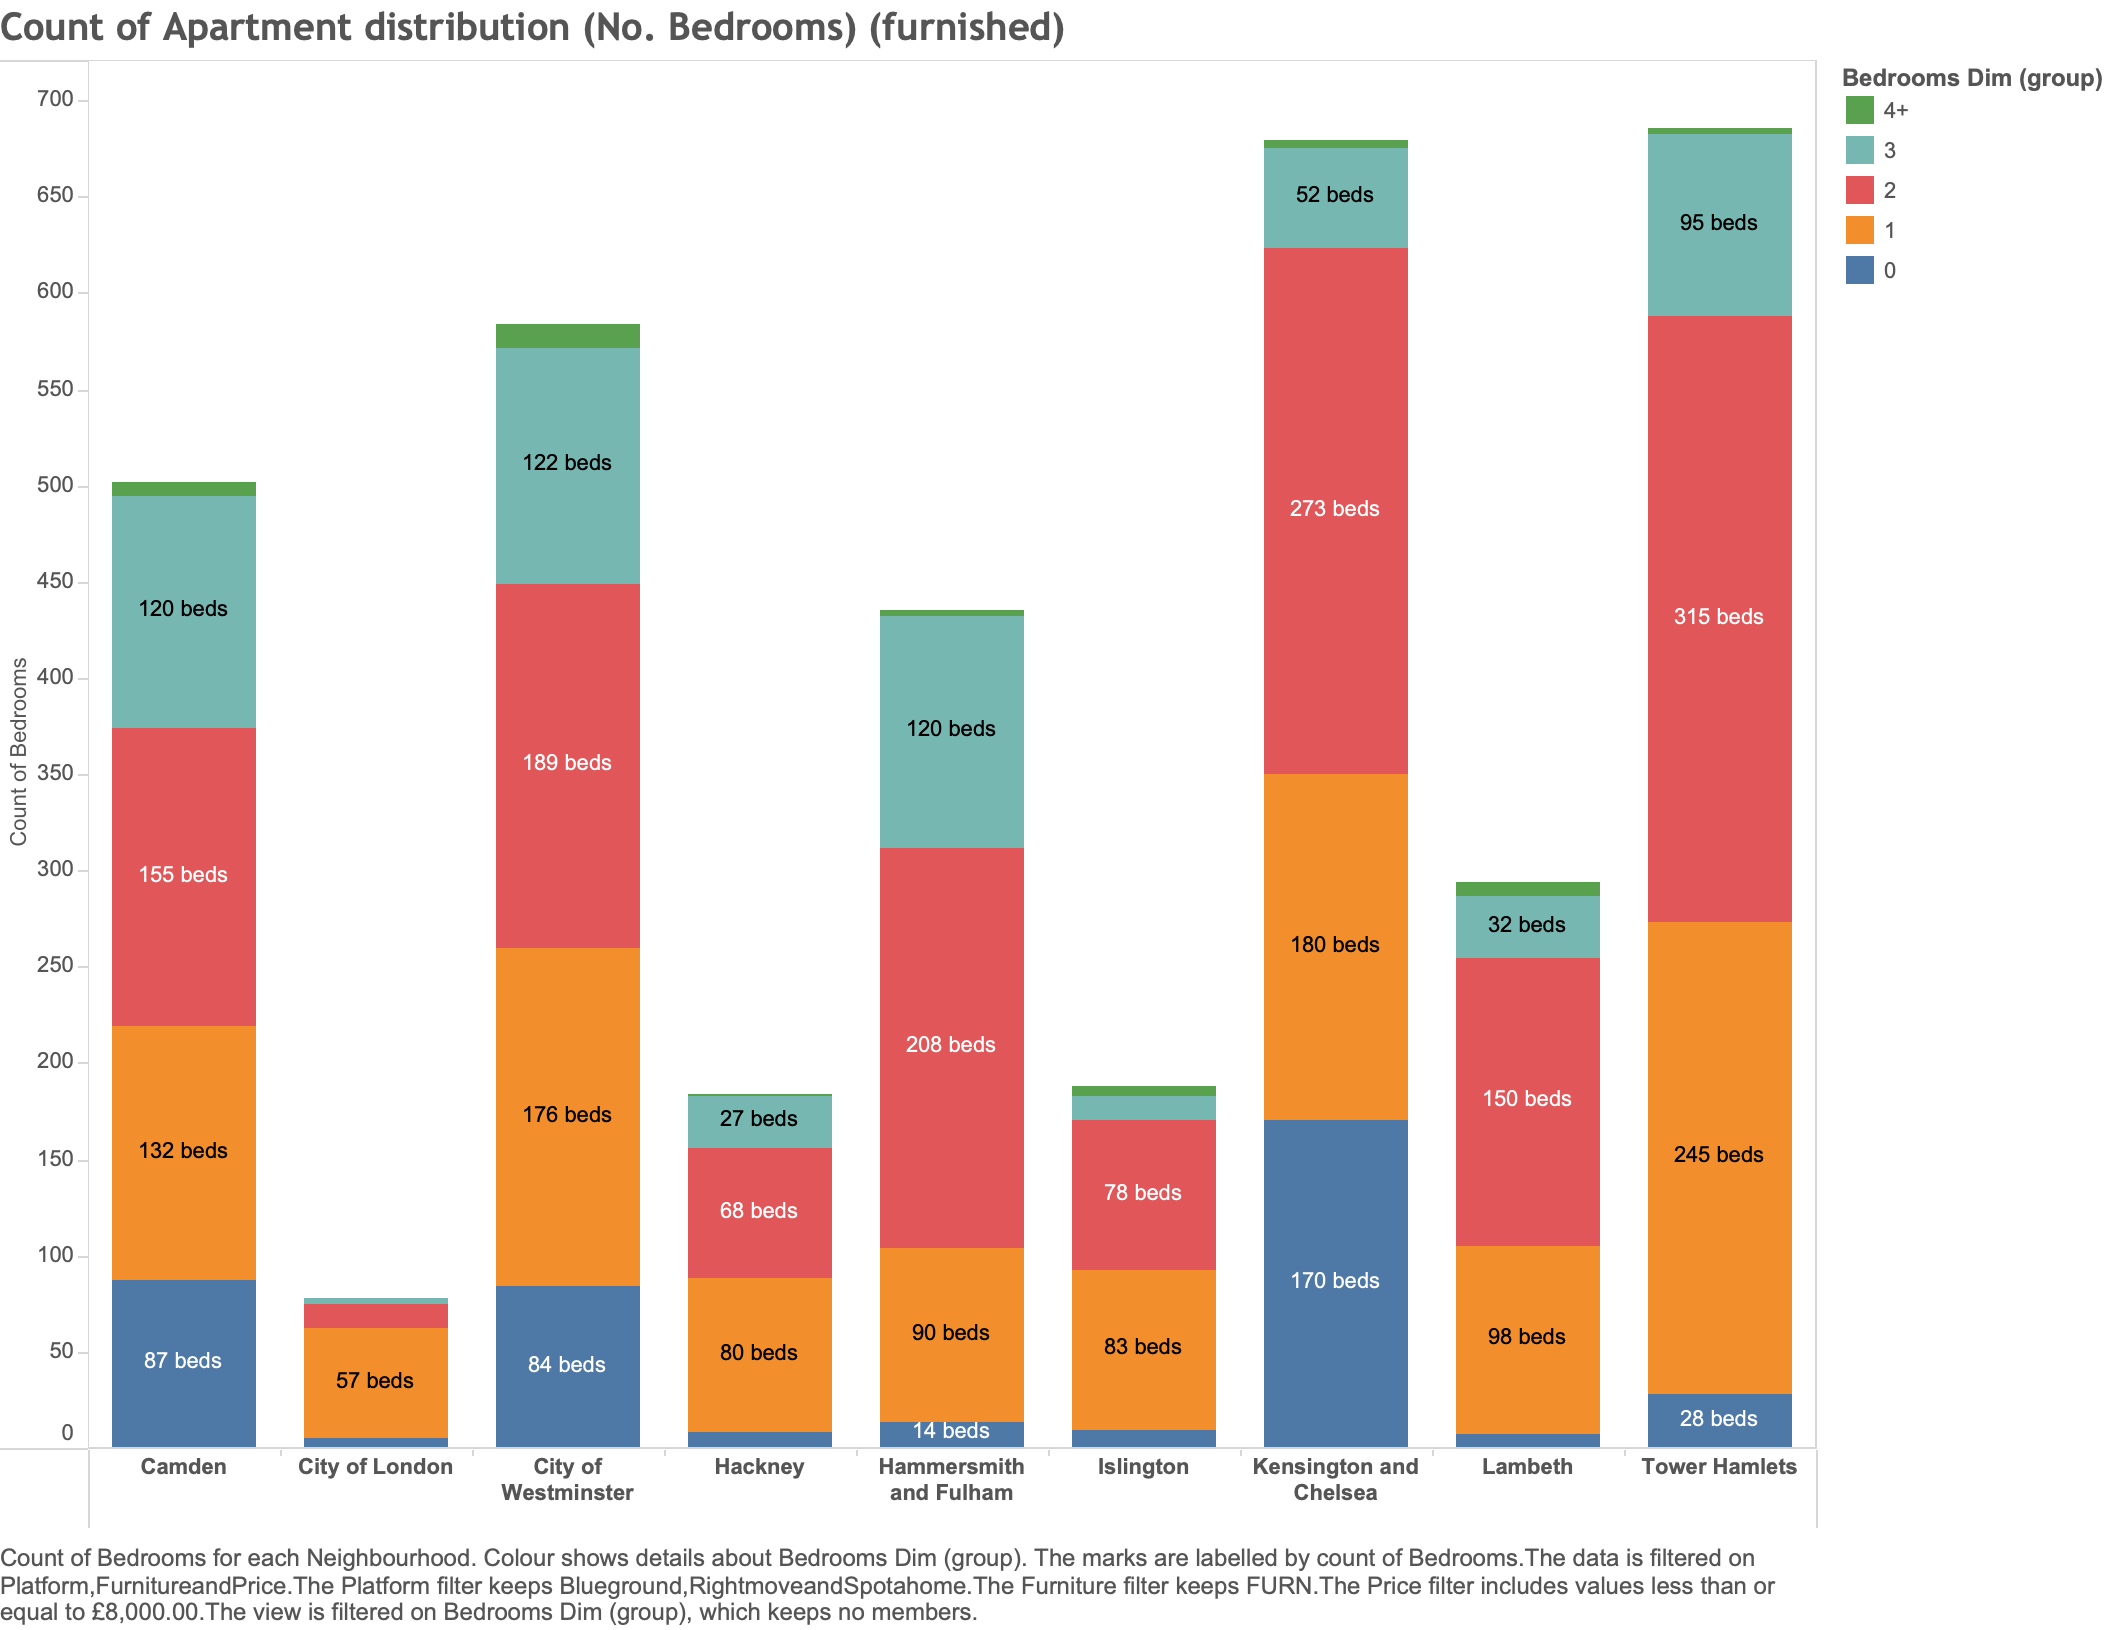 Count of Apartment distribution (No. Bedrooms) (furnished)
Bedrooms Dim (group)
4+
3
2
1
0
Count of Bedrooms
700
650
600
550
500
450
400
350
300
250
200
150
100
50
0
120 beds
155 beds
132 beds
87 beds
57 beds
122 beds
189 beds
176 beds
84 beds
27 beds
68 beds
80 beds
120 beds
208 beds
90 beds
14 beds
78 beds
83 beds
52 beds
273 beds
180 beds
170 beds
32 beds
150 beds
98 beds
95 beds
315 beds
245 beds
28 beds
Camden
City of London
City of
Westminster
Hackney
Hammersmith
and Fulham
Islington
Kensington and
Chelsea
Lambeth
Tower Hamlets
Count of Bedrooms for each Neighbourhood. Colour shows details about Bedrooms Dim (group). The marks are labelled by count of Bedrooms.The data is filtered on
Platform,FurnitureandPrice.The Platform filter keeps Blueground,RightmoveandSpotahome.The Furniture filter keeps FURN.The Price filter includes values less than or
equal to £8,000.00.The view is filtered on Bedrooms Dim (group), which keeps no members.